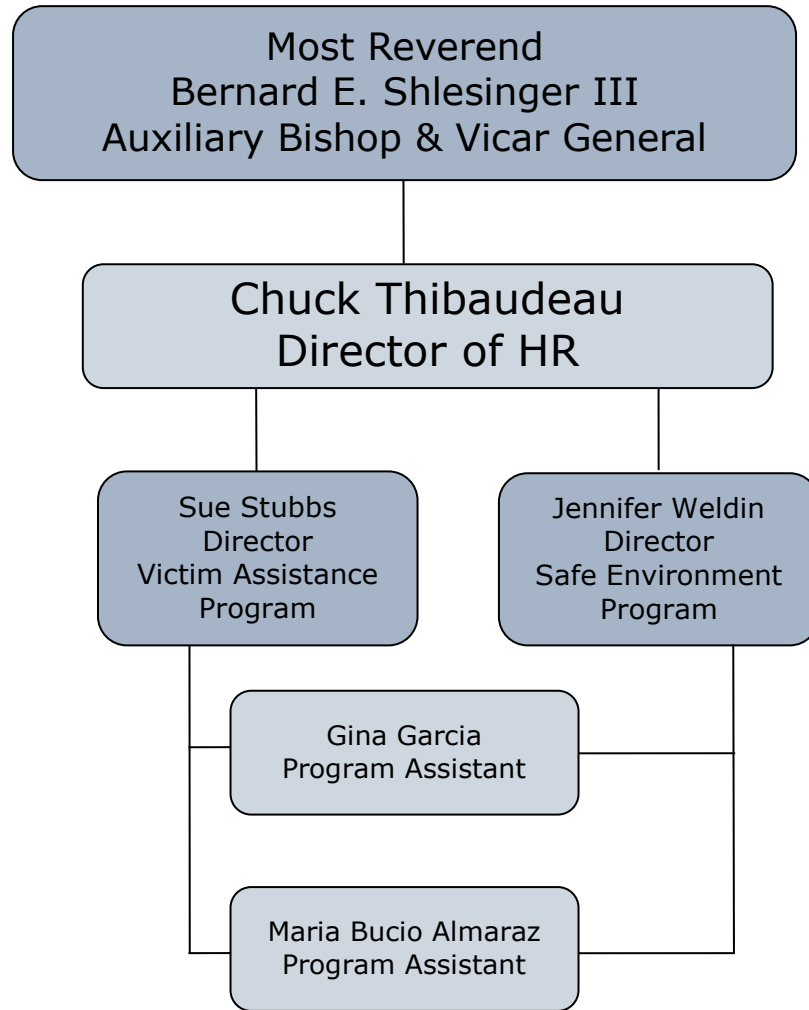 Most Reverend
Bernard E. Shlesinger III
Auxiliary Bishop & Vicar General
Chuck Thibaudeau
Director of HR
Sue Stubbs
Director
Victim Assistance
Program
Jennifer Weldin
Director
Safe Environment
Program
Gina Garcia
Program Assistant
Maria Bucio Almaraz
Program Assistant